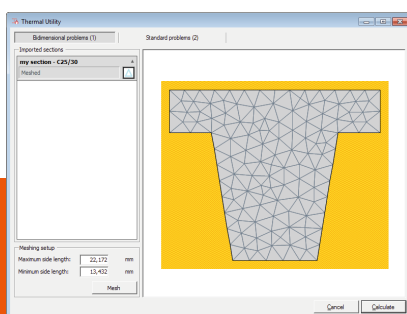 Thermal Utility
Bidimensional problems (1)
Standard problems (2)
Imported sections
my section - C25/30
Meshed
Meshing setup
Maximum side length: 22,172 mm
Minimum side length: 13,432 mm
Mesh
Cancel
Calculate